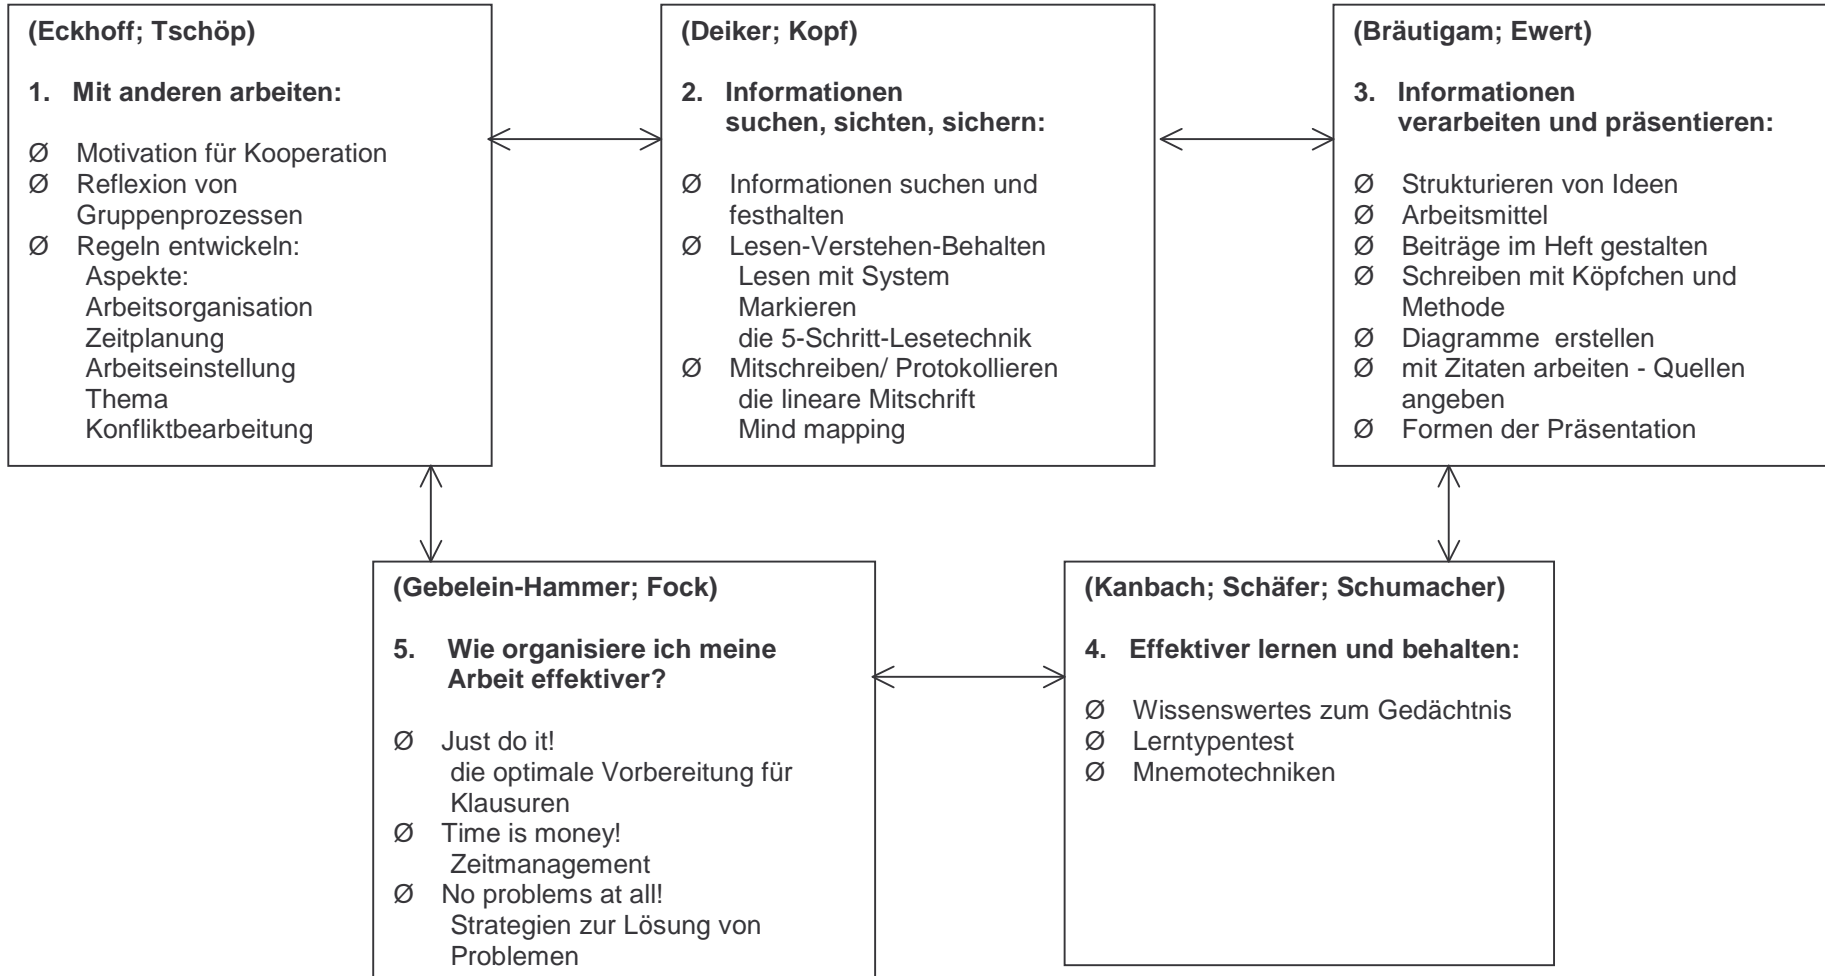 (Eckhoff; Tschöp)
1. Mit anderen arbeiten:
Ø Motivation für Kooperation
Ø Reflexion von
Gruppenprozessen
Ø Regeln entwickeln:
Aspekte:
Arbeitsorganisation
Zeitplanung
Arbeitseinstellung
Thema
Konfliktbearbeitung
(Deiker; Kopf)
2. Informationen
suchen, sichten, sichern:
Ø Informationen suchen und
festhalten
Ø Lesen-Verstehen-Behalten
Lesen mit System
Markieren
die 5-Schritt-Lesetechnik
Ø Mitschreiben/ Protokollieren
die lineare Mitschrift
Mind mapping
(Bräutigam; Ewert)
3. Informationen
verarbeiten und präsentieren:
Ø Strukturieren von Ideen
Ø Arbeitsmittel
Ø Beiträge im Heft gestalten
Ø Schreiben mit Köpfchen und
Methode
Ø Diagramme erstellen
Ø mit Zitaten arbeiten - Quellen
angeben
Ø Formen der Präsentation
(Gebelein-Hammer; Fock)
5. Wie organisiere ich meine
Arbeit effektiver?
Ø Just do it!
die optimale Vorbereitung für
Klausuren
Ø Time is money!
Zeitmanagement
Ø No problems at all!
Strategien zur Lösung von
Problemen
(Kanbach; Schäfer; Schumacher)
4. Effektiver lernen und behalten:
Ø Wissenswertes zum Gedächtnis
Ø Lerntypentest
Ø Mnemotechniken